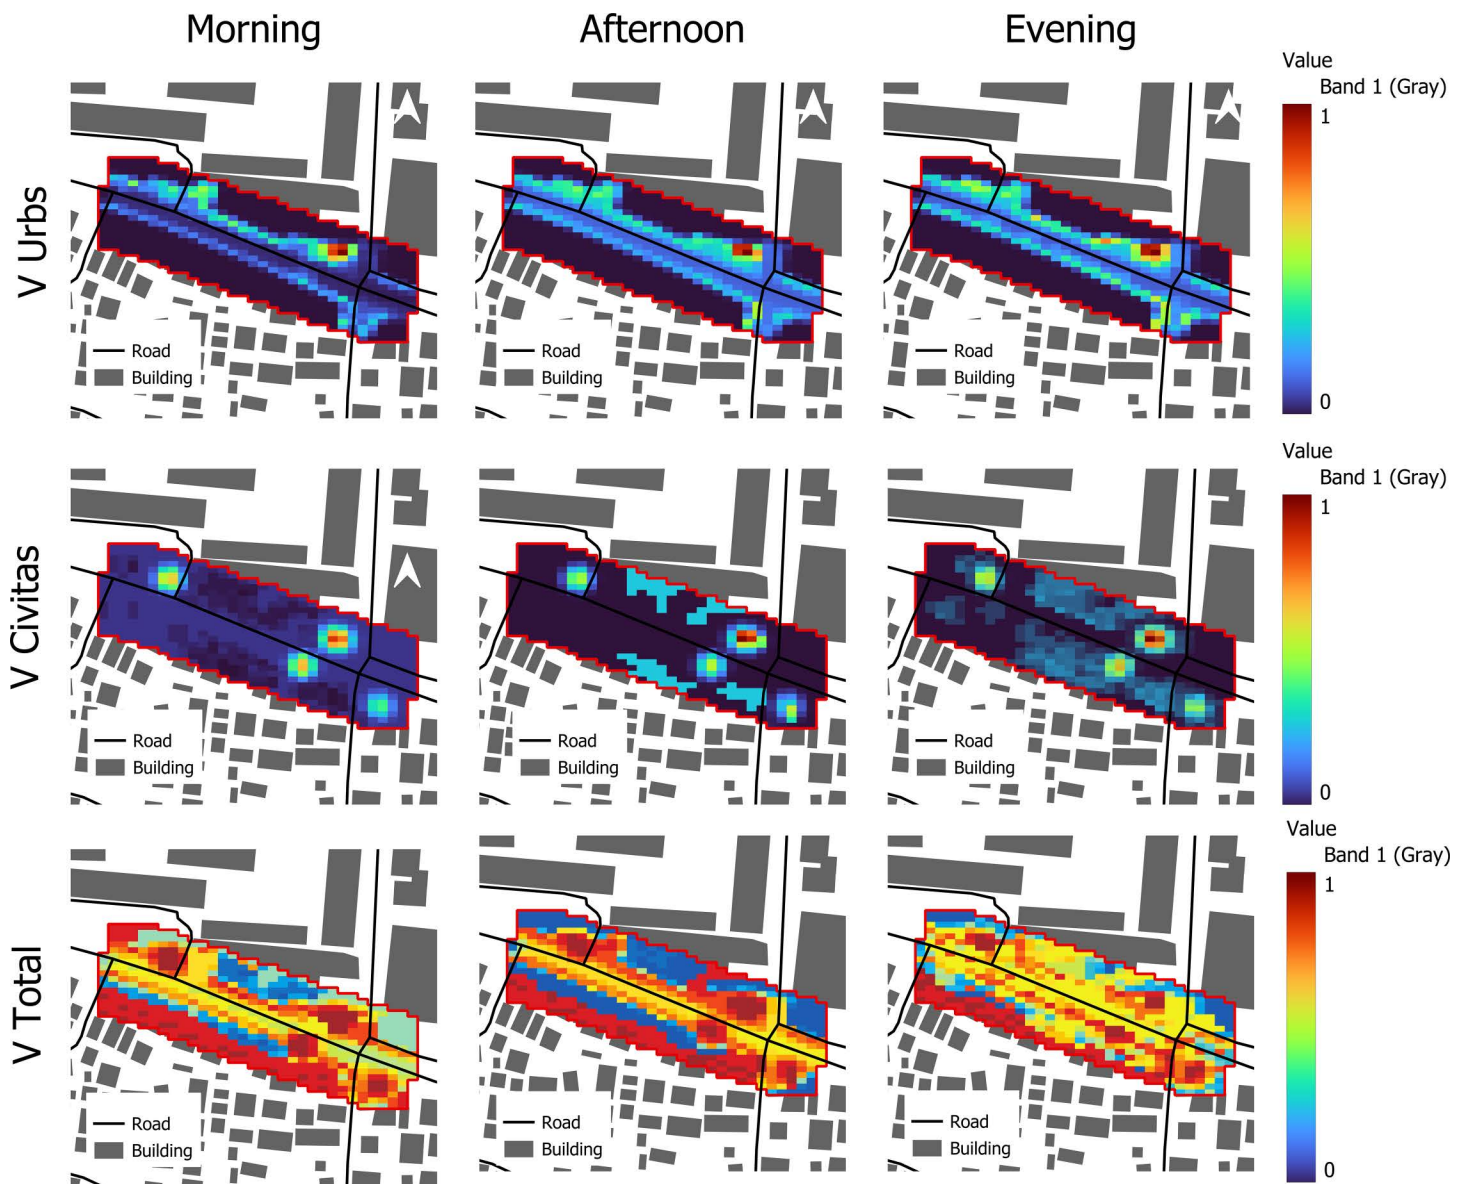 Morning
Afternoon
Evening
V Urbs
Road
Building
Road
Building
Road
Building
Value
Band 1 (Gray)
1
0
V Civitas
Road
Building
Road
Building
Road
Building
Value
Band 1 (Gray)
1
0
V Total
Road
Building
Road
Building
Road
Building
Value
Band 1 (Gray)
1
0